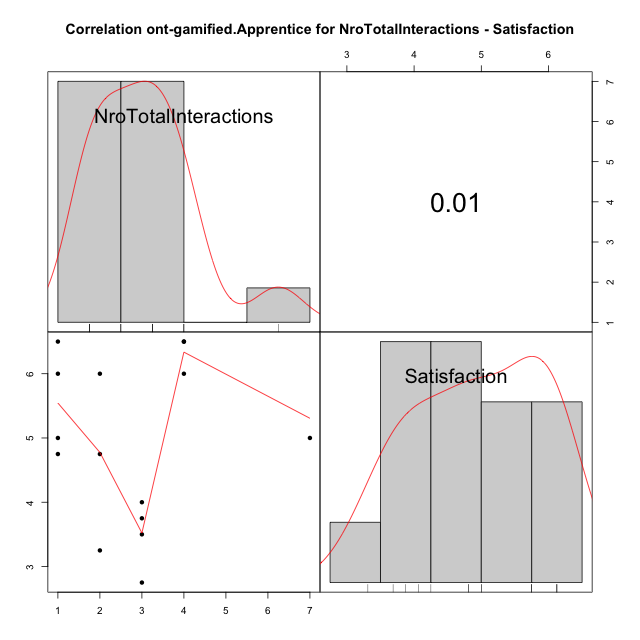 Correlation ont-gamified.Apprentice for NroTotalInteractions - Satisfaction
3 4 5 6
NroTotalInteractions
0.01
7
6
5
4
3
2
1
Satisfaction
6
5
4
3
1 2 3 4 5 6 7